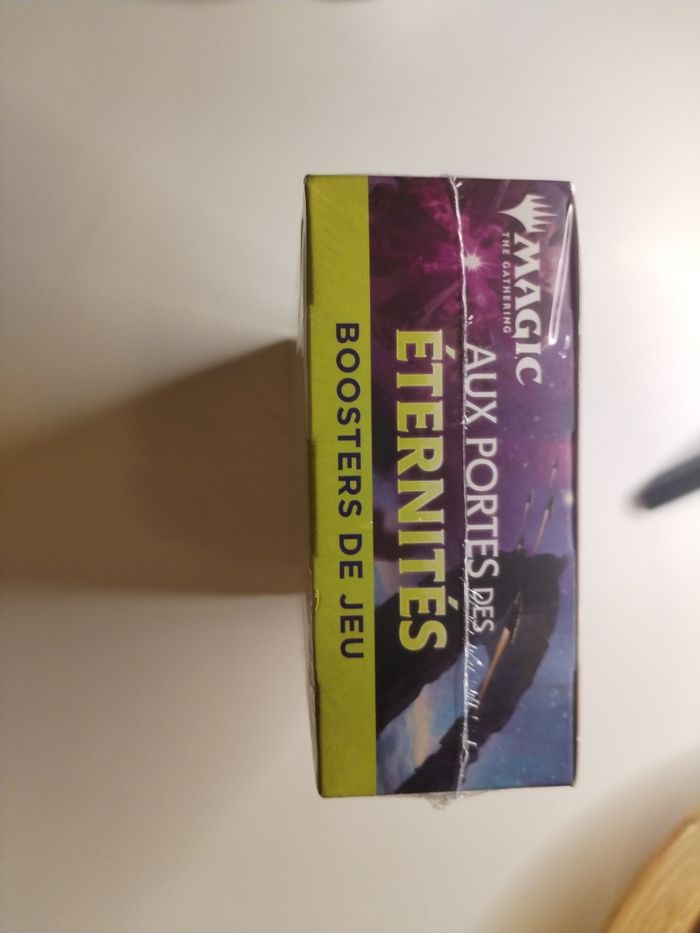 MAGIC
THE GATHERING
AUX PORTES DES
ÉTERNITÉS
BOOSTERS DE JEU